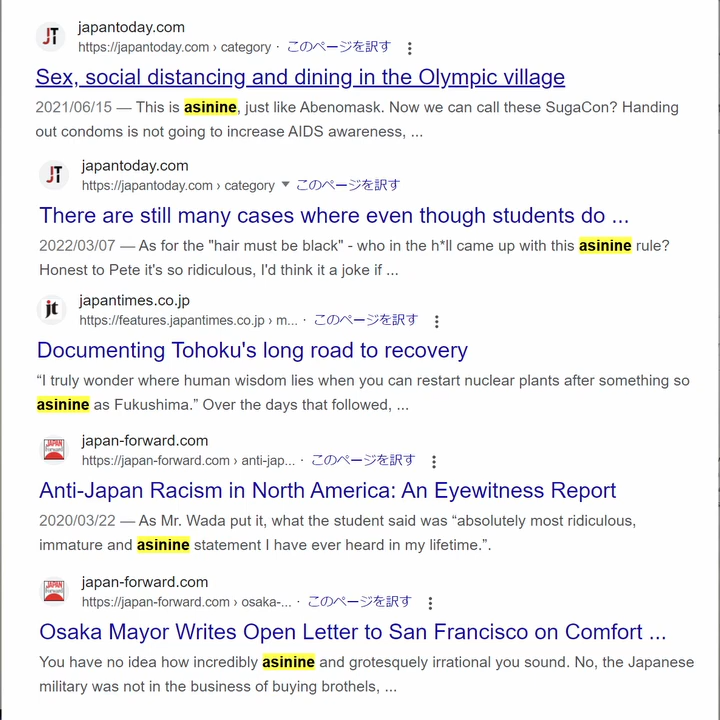 JT japantoday.com
https://japantoday.com › category · このページを訳す
Sex, social distancing and dining in the Olympic village
2021/06/15 — This is asinine, just like Abenomask. Now we can call these SugaCon? Handing
out condoms is not going to increase AIDS awareness, ...
JT japantoday.com
https://japantoday.com › category ▼ このページを訳す
There are still many cases where even though students do ...
2022/03/07 — As for the "hair must be black" - who in the h*ll came up with this asinine rule?
Honest to Pete it's so ridiculous, I'd think it a joke if ...
jt japantimes.co.jp
https://features.japantimes.co.jp › m... · このページを訳す
Documenting Tohoku's long road to recovery
“I truly wonder where human wisdom lies when you can restart nuclear plants after something so
asinine as Fukushima.” Over the days that followed, ...
JAPAN Forward japan-forward.com
https://japan-forward.com › anti-jap... · このページを訳す
Anti-Japan Racism in North America: An Eyewitness Report
2020/03/22 — As Mr. Wada put it, what the student said was “absolutely most ridiculous,
immature and asinine statement I have ever heard in my lifetime.”.
JAPAN Forward japan-forward.com
https://japan-forward.com › osaka-... · このページを訳す
Osaka Mayor Writes Open Letter to San Francisco on Comfort ...
You have no idea how incredibly asinine and grotesquely irrational you sound. No, the Japanese
military was not in the business of buying brothels, ...